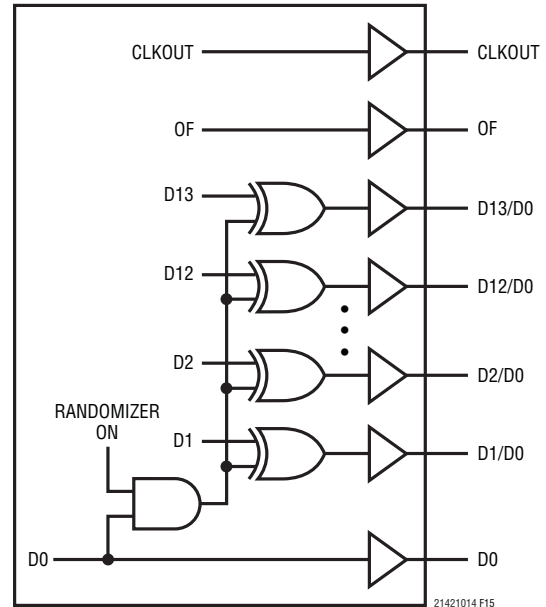 CLKOUT CLKOUT
OF OF
D13 D13/D0
D12 D12/D0
D2 D2/D0
RANDOMIZER
ON
D1 D1/D0
D0 D0
21421014 F15